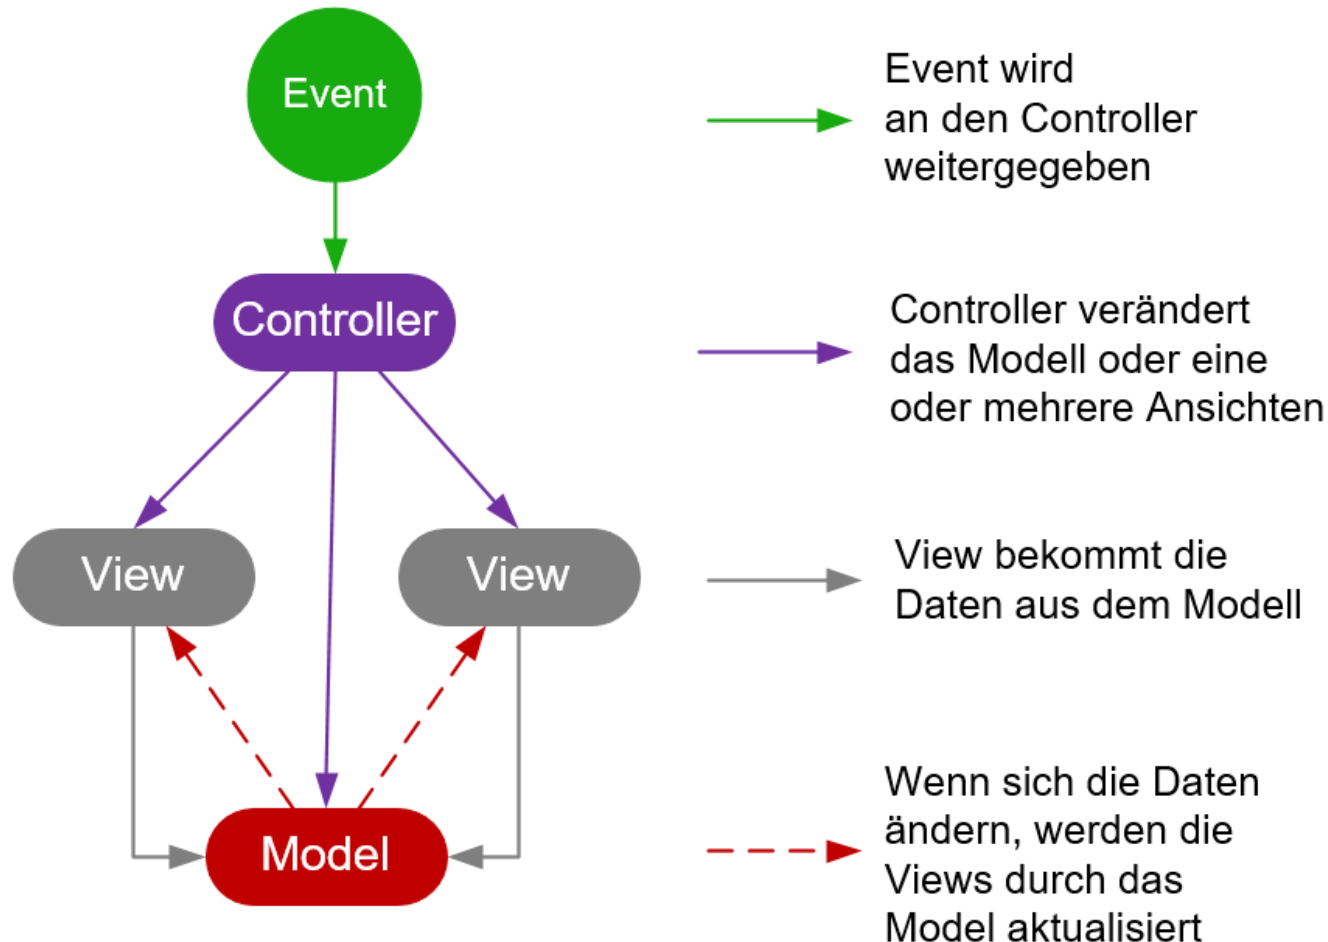 Event
Event wird
an den Controller
weitergegeben
Controller
Controller verändert
das Modell oder eine
oder mehrere Ansichten
View
View
View bekommt die
Daten aus dem Modell
Model
Wenn sich die Daten
ändern, werden die
Views durch das
Model aktualisiert